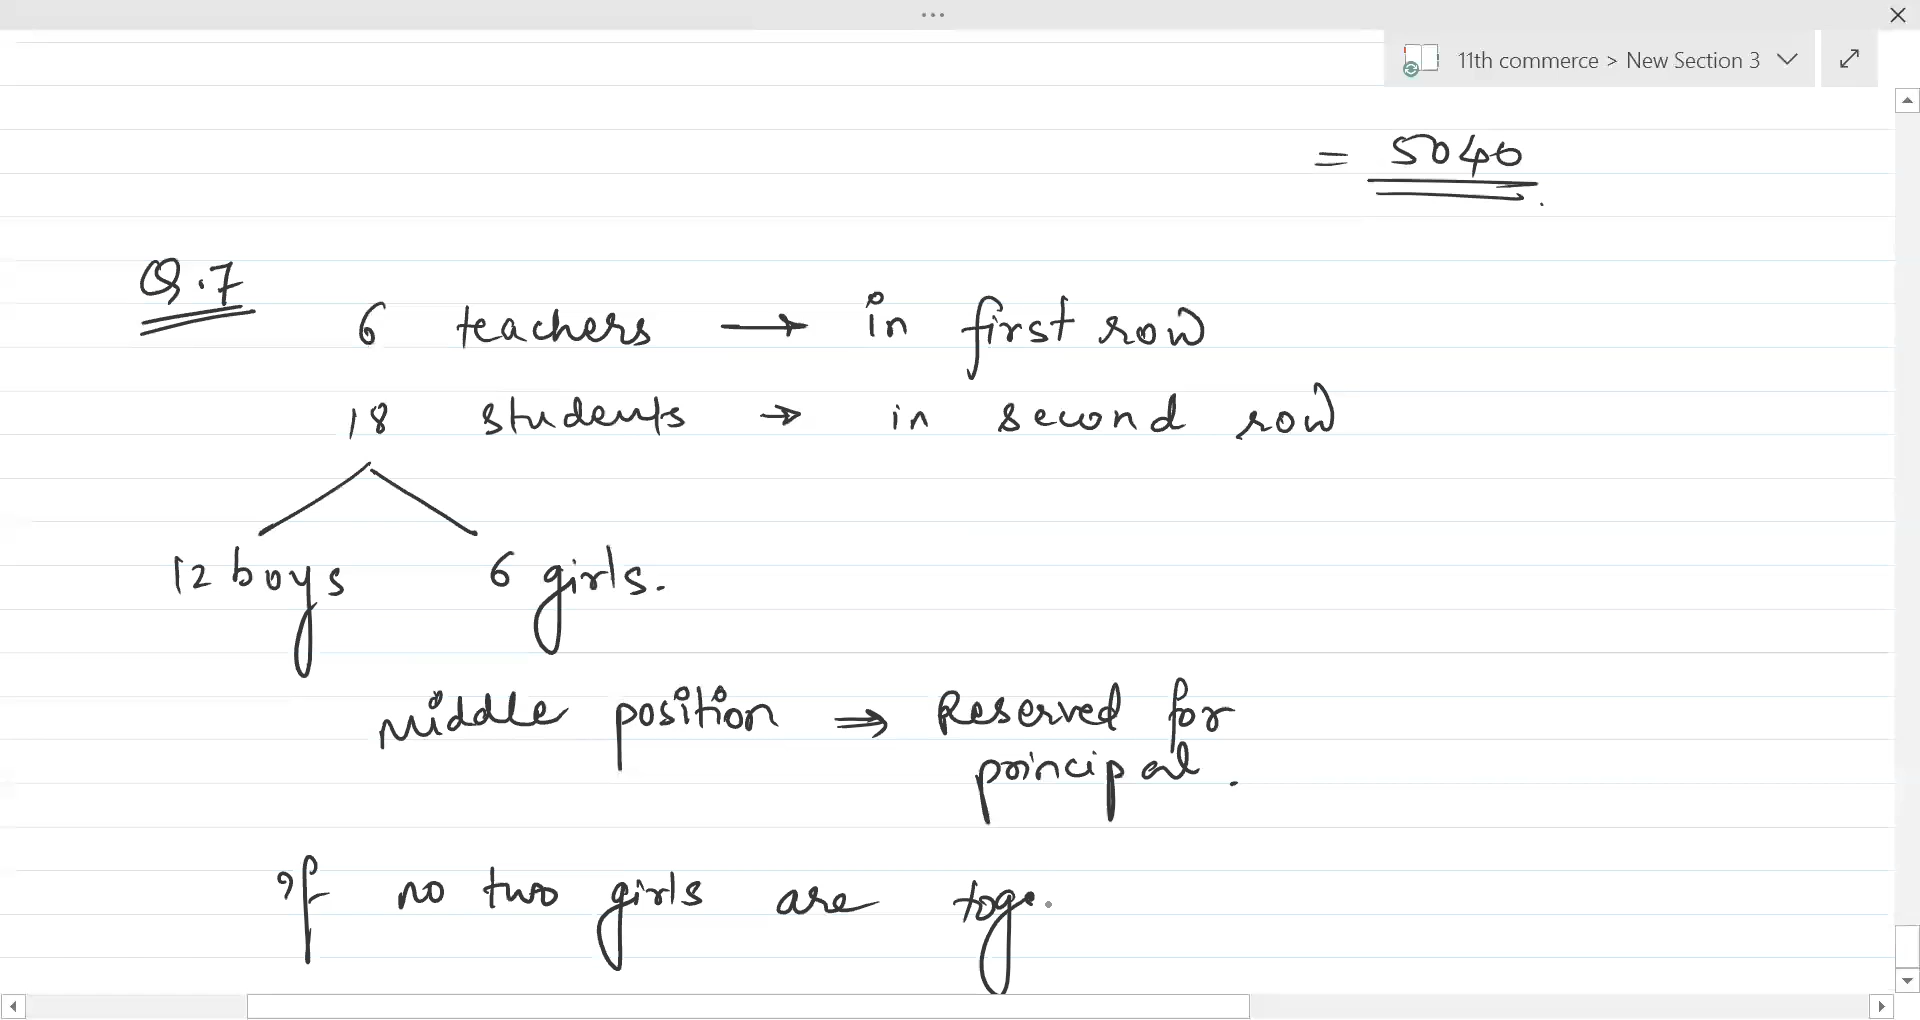 11th commerce > New Section 3
= 5040
Q.7
6 teachers → in first row
18 students → in second row
12 boys 6 girls.
middle position ⇒ Reserved for
principal.
If no two girls are toge